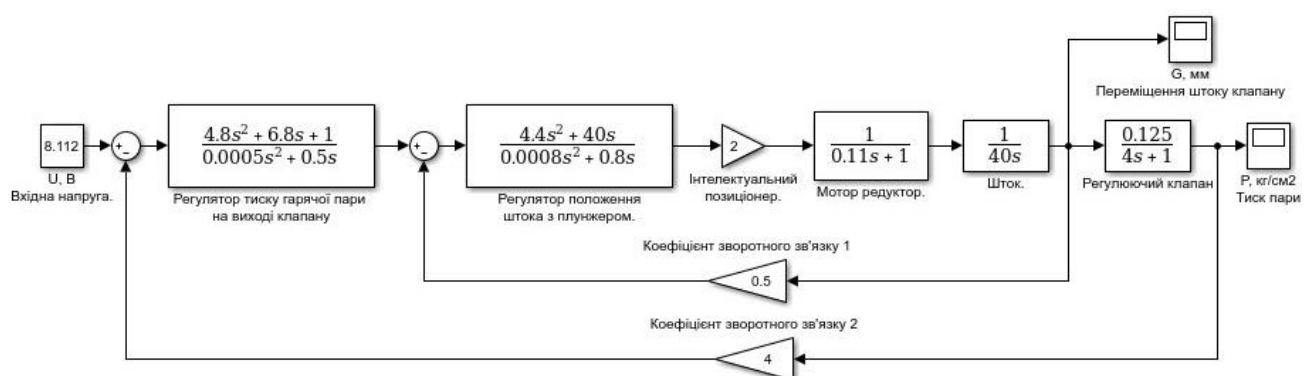 G, мм
Переміщення штоку клапану
8.112
U, В
Вхідна напруга.
+
−
4.8s² + 6.8s + 1
0.0005s² + 0.5s
Регулятор тиску гарячої пари
на виході клапану
+
−
4.4s² + 40s
0.0008s² + 0.8s
Регулятор положення
штока з плунжером.
2
Інтелектуальний
позиціонер.
1
0.11s + 1
Мотор редуктор.
1
40s
Шток.
0.125
4s + 1
Регулюючий клапан
P, кг/см2
Тиск пари
Коефіцієнт зворотного зв'язку 1
0.5
Коефіцієнт зворотного зв'язку 2
4